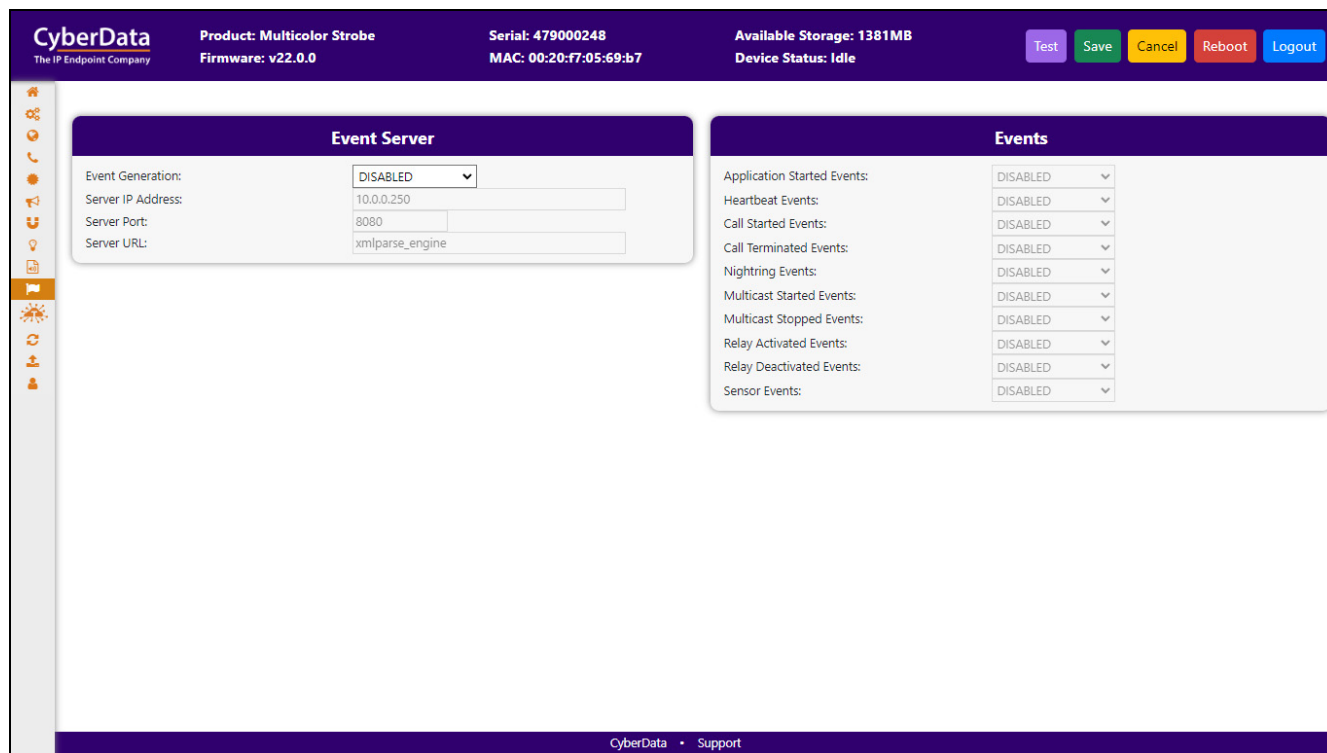 CyberData
The IP Endpoint Company
Product: Multicolor Strobe
Firmware: v22.0.0
Serial: 479000248
MAC: 00:20:f7:05:69:b7
Available Storage: 1381MB
Device Status: Idle
Test Save Cancel Reboot Logout
Event Server
Event Generation: DISABLED
Server IP Address: 10.0.0.250
Server Port: 8080
Server URL: xmlparse_engine
Events
Application Started Events: DISABLED
Heartbeat Events: DISABLED
Call Started Events: DISABLED
Call Terminated Events: DISABLED
Nightring Events: DISABLED
Multicast Started Events: DISABLED
Multicast Stopped Events: DISABLED
Relay Activated Events: DISABLED
Relay Deactivated Events: DISABLED
Sensor Events: DISABLED
CyberData • Support